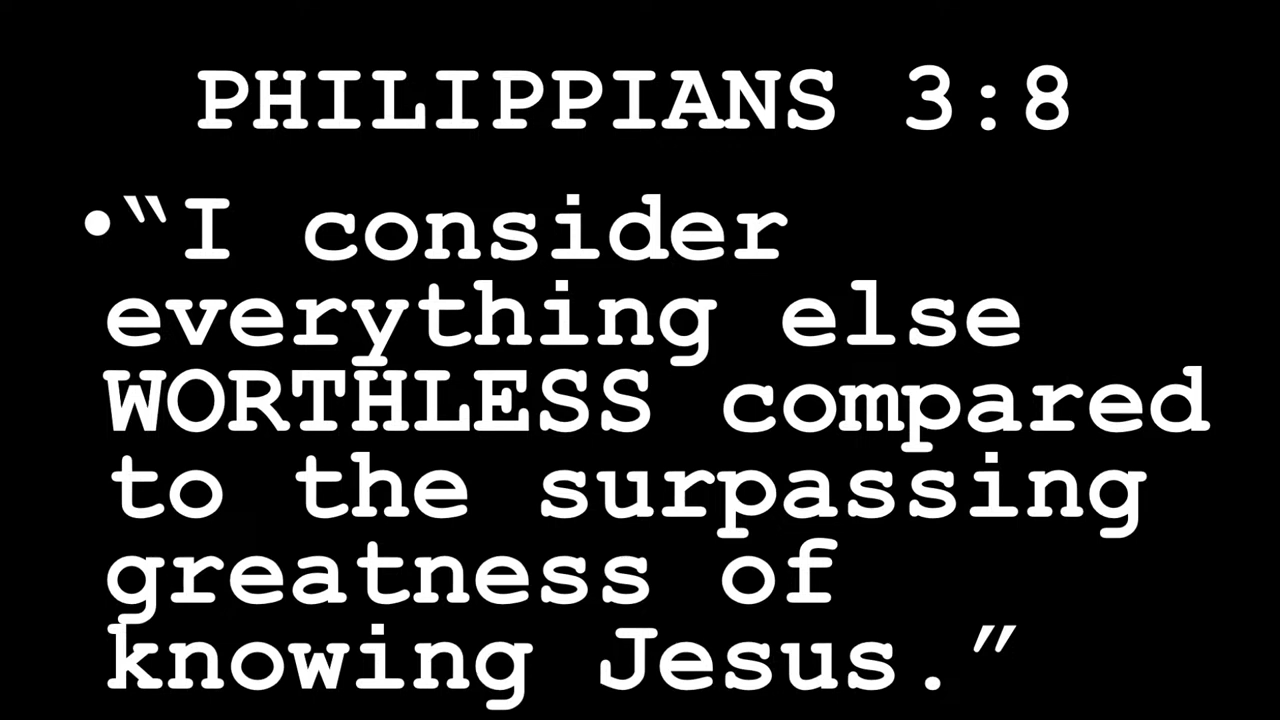 PHILIPPIANS 3:8
•“I consider
everything else
WORTHLESS compared
to the surpassing
greatness of
knowing Jesus.”